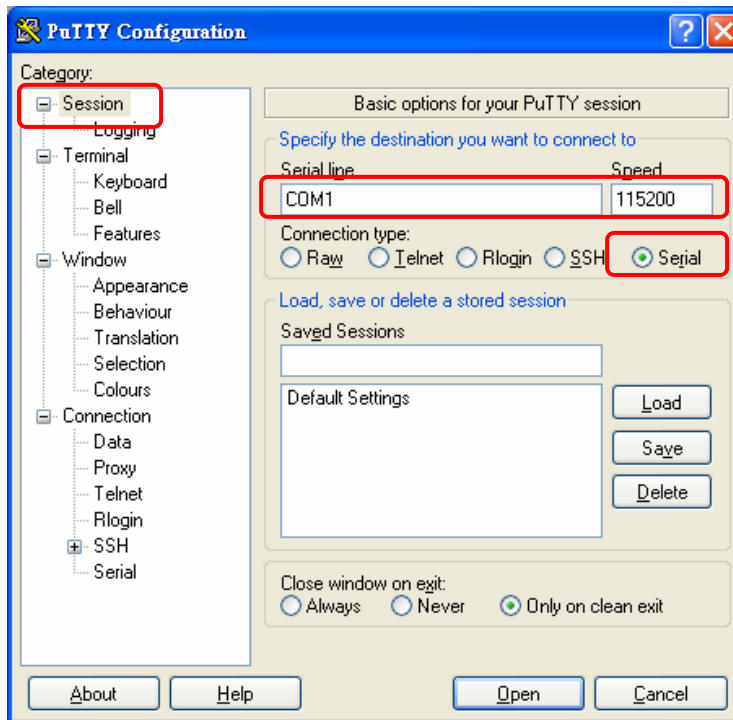 PuTTY Configuration
Category:
Session
Logging
Terminal
Keyboard
Bell
Features
Window
Appearance
Behaviour
Translation
Selection
Colours
Connection
Data
Proxy
Telnet
Rlogin
SSH
Serial
Basic options for your PuTTY session
Specify the destination you want to connect to
Serial line Speed
COM1 115200
Connection type:
Raw Telnet Rlogin SSH Serial
Load, save or delete a stored session
Saved Sessions
Default Settings
Load
Save
Delete
Close window on exit:
Always Never Only on clean exit
About Help Open Cancel